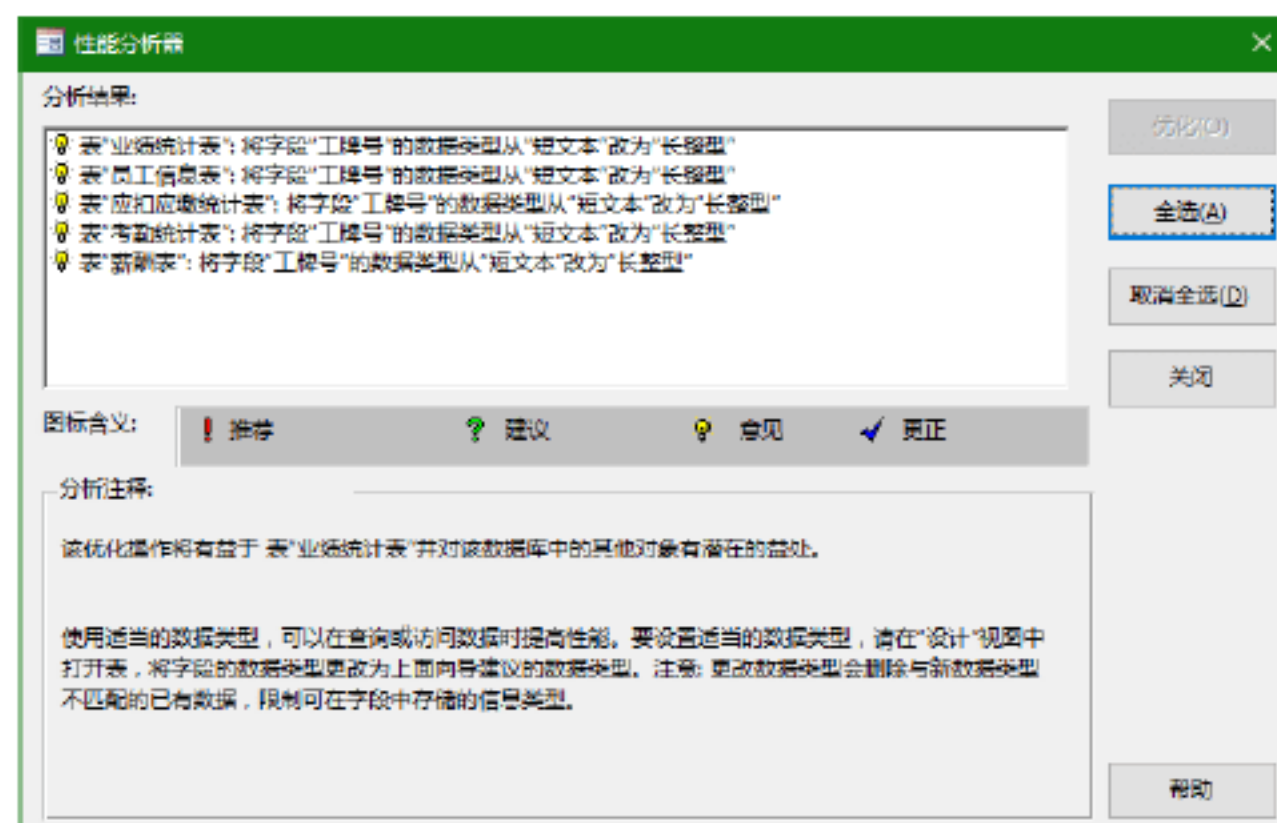 性能分析器
分析结果:
表"业绩统计表": 将字段"工牌号"的数据类型从"短文本"改为"长整型"
表"员工信息表": 将字段"工牌号"的数据类型从"短文本"改为"长整型"
表"应扣应缴统计表": 将字段"工牌号"的数据类型从"短文本"改为"长整型"
表"考勤统计表": 将字段"工牌号"的数据类型从"短文本"改为"长整型"
表"薪酬表": 将字段"工牌号"的数据类型从"短文本"改为"长整型"
优化(O)
全选(A)
取消全选(D)
关闭
图标含义: 推荐 建议 意见 更正
分析注释:
该优化操作将有益于 表"业绩统计表"并对该数据库中的其他对象有潜在的益处。
使用适当的数据类型，可以在查询或访问数据时提高性能。要设置适当的数据类型，请在"设计"视图中
打开表，将字段的数据类型更改为上面向导建议的数据类型。注意: 更改数据类型会删除与新数据类型
不匹配的已有数据，限制可在字段中存储的信息类型。
帮助